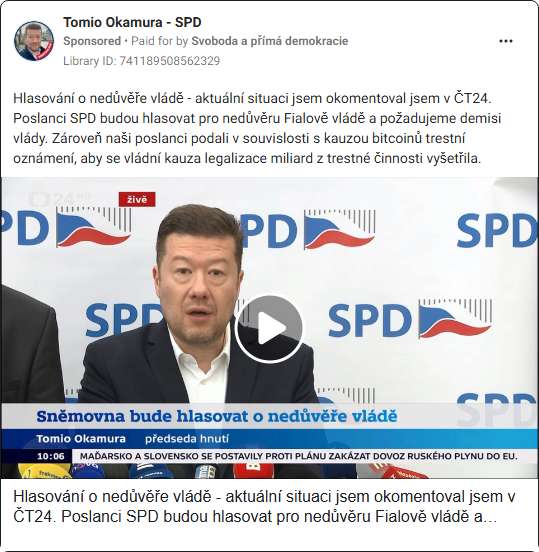 Tomio Okamura - SPD
Sponsored • Paid for by Svoboda a přímá demokracie
Library ID: 741189508562329
Hlasování o nedůvěře vládě - aktuální situaci jsem okomentoval jsem v ČT24.
Poslanci SPD budou hlasovat pro nedůvěru Fialově vládě a požadujeme demisi
vlády. Zároveň naši poslanci podali v souvislosti s kauzou bitcoinů trestní
oznámení, aby se vládní kauza legalizace miliard z trestné činnosti vyšetřila.
24
živě
SPD
SPD
SPD
SPD
SPD
Sněmovna bude hlasovat o nedůvěře vládě
Tomio Okamura předseda hnutí
10:06 MAĎARSKO A SLOVENSKO SE POSTAVILY PROTI PLÁNU ZAKÁZAT DOVOZ RUSKÉHO PLYNU DO EU.
Hlasování o nedůvěře vládě - aktuální situaci jsem okomentoval jsem v
ČT24. Poslanci SPD budou hlasovat pro nedůvěru Fialově vládě a…